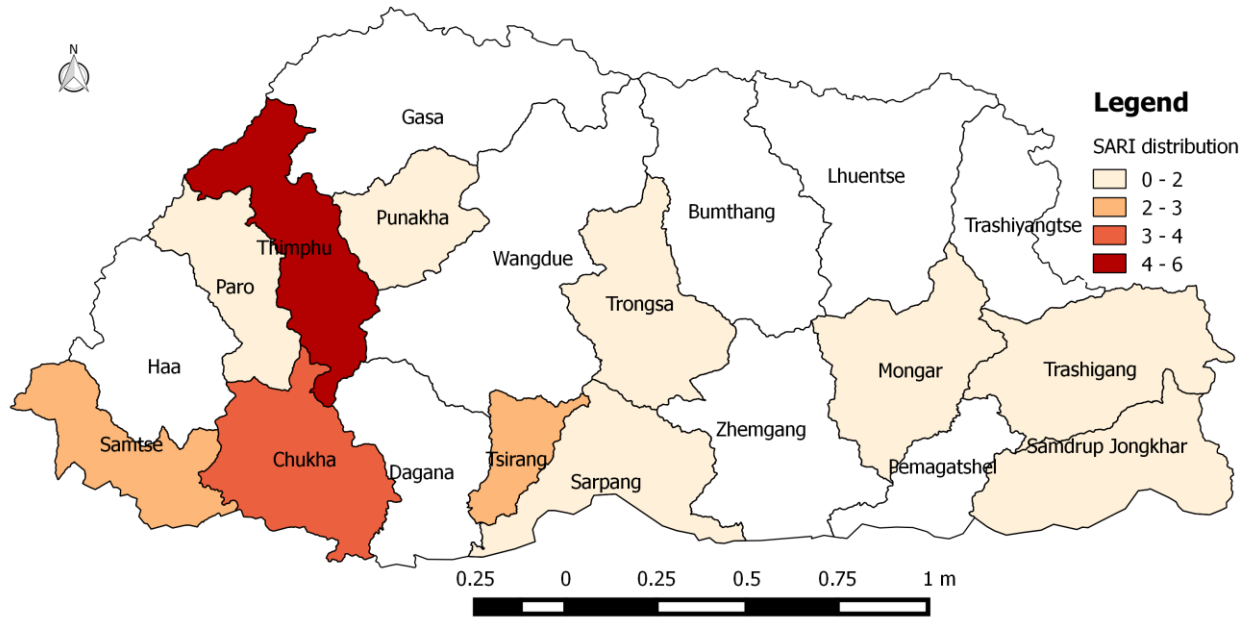 N
Gasa
Legend
SARI distribution
0 - 2
2 - 3
3 - 4
4 - 6
Punakha
Lhuentse
Bumthang
Trashiyangtse
Thimphu
Wangdue
Paro
Trongsa
Haa
Mongar
Trashigang
Samtse
Chukha
Dagana
Tsirang
Sarpang
Zhemgang
Pemagatshel
Samdrup Jongkhar
0.25 0 0.25 0.5 0.75 1 m